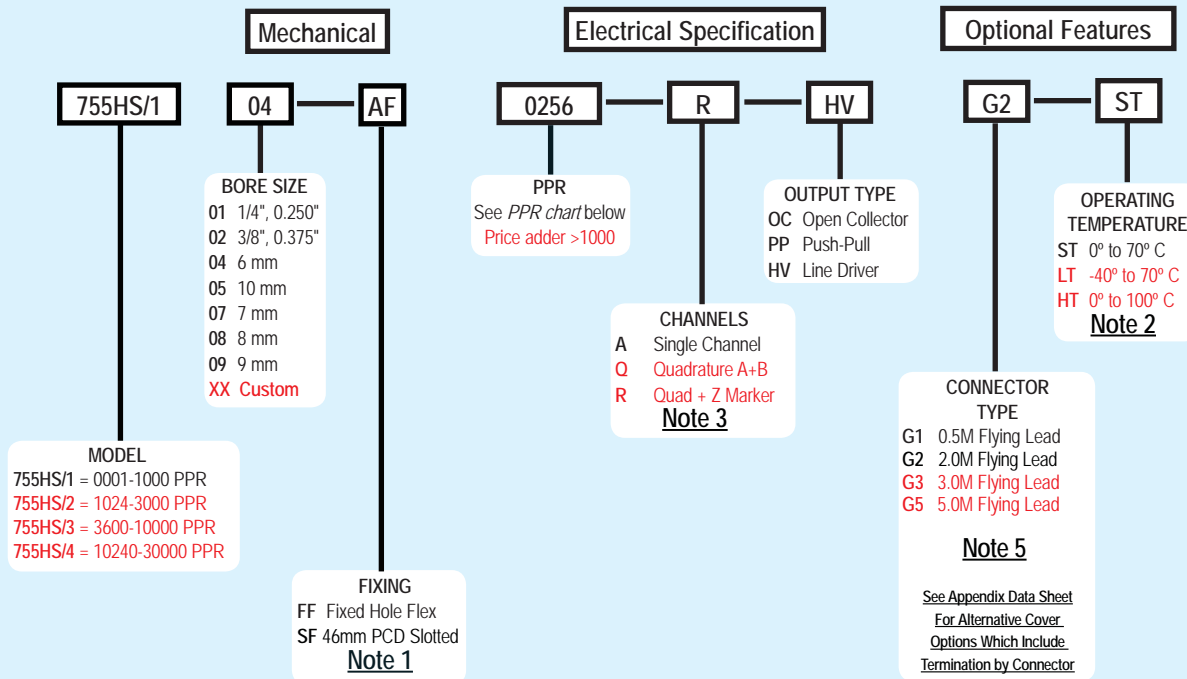 Mechanical
Electrical Specification
Optional Features
755HS/1
04
AF
0256
R
HV
G2
ST
BORE SIZE
01 1/4", 0.250"
02 3/8", 0.375"
04 6 mm
05 10 mm
07 7 mm
08 8 mm
09 9 mm
XX Custom
PPR
See PPR chart below
Price adder >1000
OUTPUT TYPE
OC Open Collector
PP Push-Pull
HV Line Driver
OPERATING
TEMPERATURE
ST 0º to 70º C
LT -40º to 70º C
HT 0º to 100º C
Note 2
CHANNELS
A Single Channel
Q Quadrature A+B
R Quad + Z Marker
Note 3
CONNECTOR
TYPE
G1 0.5M Flying Lead
G2 2.0M Flying Lead
G3 3.0M Flying Lead
G5 5.0M Flying Lead
Note 5
See Appendix Data Sheet
For Alternative Cover
Options Which Include
Termination by Connector
MODEL
755HS/1 = 0001-1000 PPR
755HS/2 = 1024-3000 PPR
755HS/3 = 3600-10000 PPR
755HS/4 = 10240-30000 PPR
FIXING
FF Fixed Hole Flex
SF 46mm PCD Slotted
Note 1